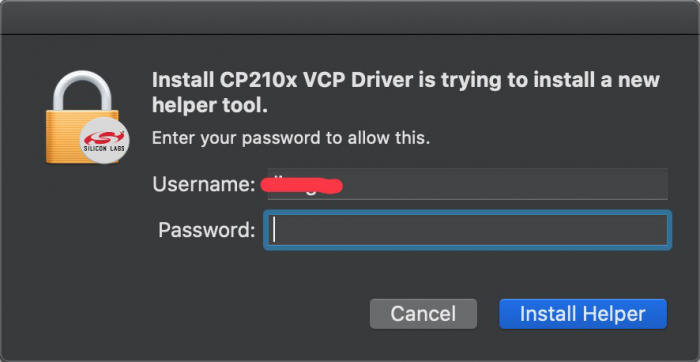 Install CP210x VCP Driver is trying to install a new
helper tool.
Enter your password to allow this.
SILICON LABS
Username:
Password:
Cancel
Install Helper